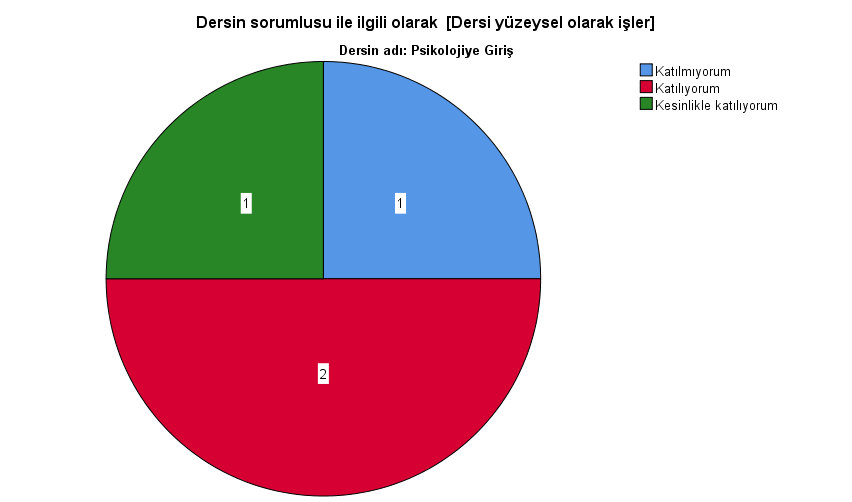 Dersin sorumlusu ile ilgili olarak  [Dersi yüzeysel olarak işler]
Dersin adı: Psikolojiye Giriş
Katılmıyorum
Katılıyorum
Kesinlikle katılıyorum
1
1
2